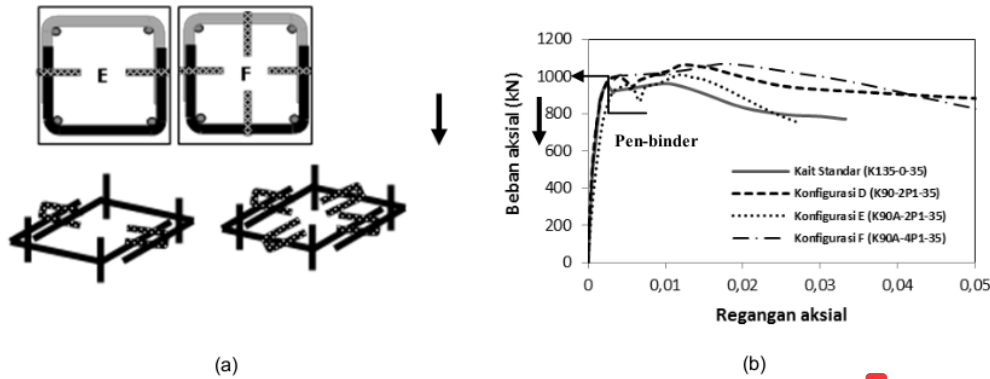 E
F
(a)
Beban aksial (kN)
1200
1000
800
600
400
200
0
Pen-binder
Kait Standar (K135-0-35)
Konfigurasi D (K90-2P1-35)
Konfigurasi E (K90A-2P1-35)
Konfigurasi F (K90A-4P1-35)
0 0,01 0,02 0,03 0,04 0,05
Regangan aksial
(b)